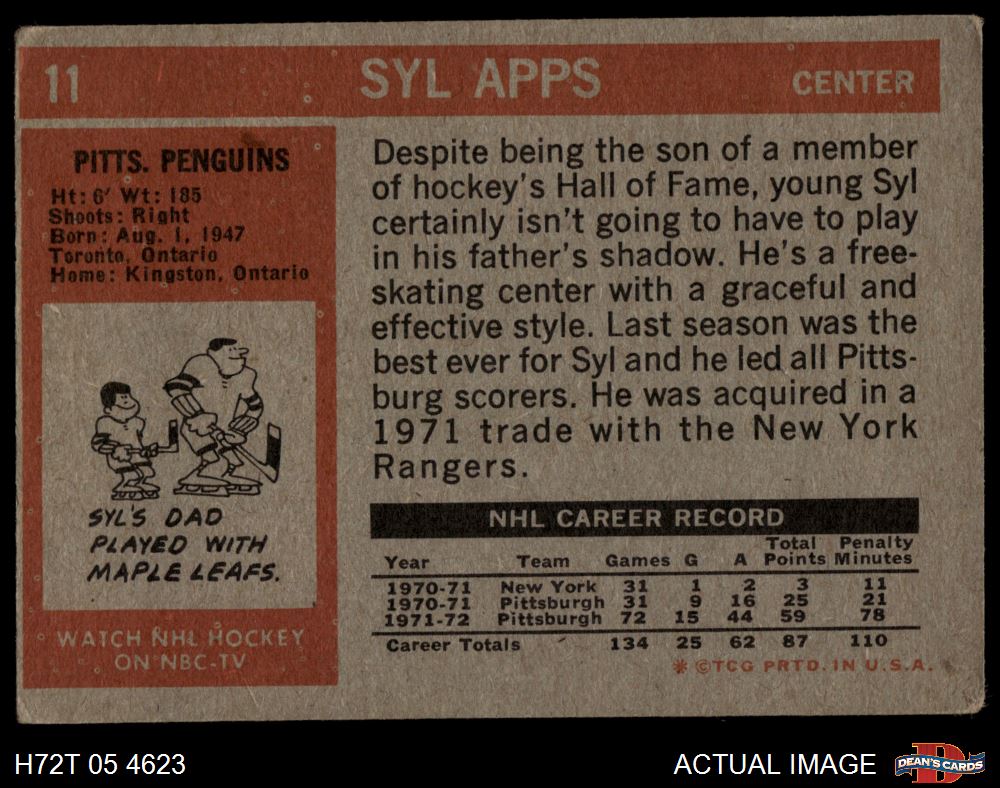 11 SYL APPS CENTER
PITTS. PENGUINS
Ht: 6' Wt: 185
Shoots: Right
Born: Aug. 1, 1947
Toronto, Ontario
Home: Kingston, Ontario
SYL'S DAD
PLAYED WITH
MAPLE LEAFS.
WATCH NHL HOCKEY
ON NBC-TV
Despite being the son of a member
of hockey's Hall of Fame, young Syl
certainly isn't going to have to play
in his father's shadow. He's a free-
skating center with a graceful and
effective style. Last season was the
best ever for Syl and he led all Pitts-
burg scorers. He was acquired in a
1971 trade with the New York
Rangers.
NHL CAREER RECORD
Year Team Games G A Total Points Penalty Minutes
1970-71 New York 31 1 2 3 11
1970-71 Pittsburgh 31 9 16 25 21
1971-72 Pittsburgh 72 15 44 59 78
Career Totals 134 25 62 87 110
* ©TCG PRTD. IN U.S.A.
H72T 05 4623 ACTUAL IMAGE D DEAN'S CARDS